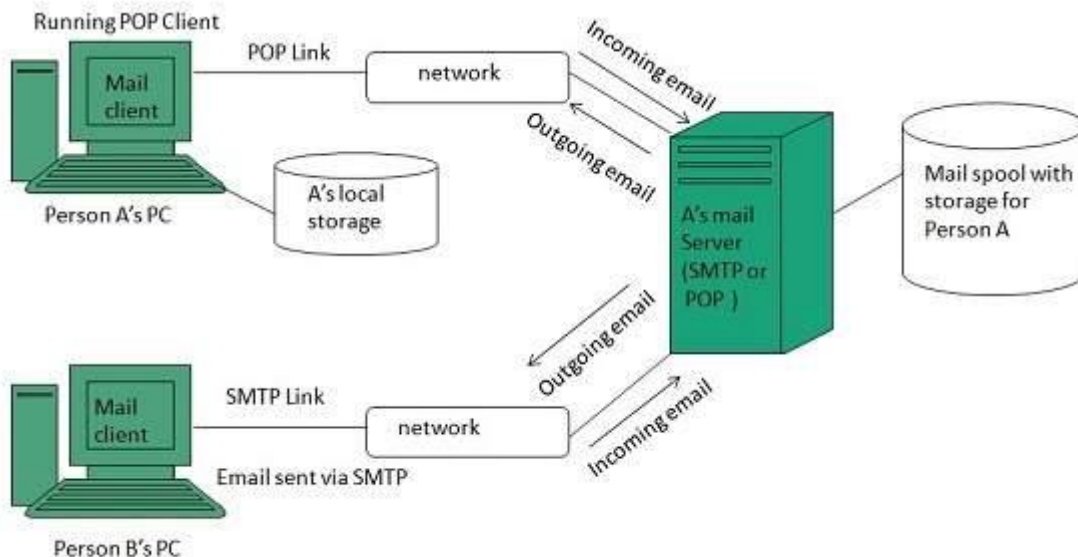 Running POP Client
Mail
client
POP Link
network
Incoming email
Outgoing email
Person A's PC
A's local
storage
A's mail
Server
(SMTP or
POP )
Mail spool with
storage for
Person A
Outgoing email
Incoming email
Mail
client
SMTP Link
network
Email sent via SMTP
Person B's PC